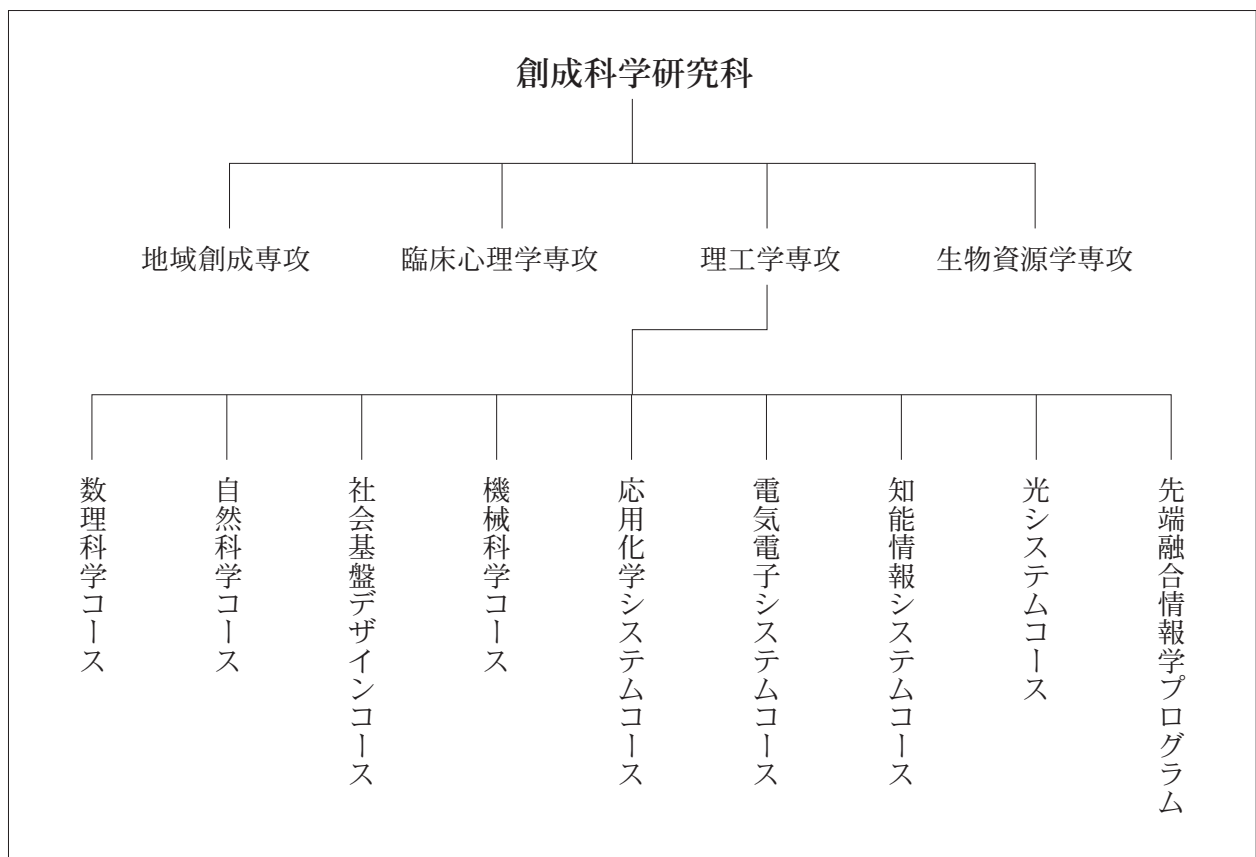 創成科学研究科
地域創成専攻
臨床心理学専攻
理工学専攻
生物資源学専攻
数理科学コース
自然科学コース
社会基盤デザインコース
機械科学コース
応用化学システムコース
電気電子システムコース
知能情報システムコース
光システムコース
先端融合情報学プログラム